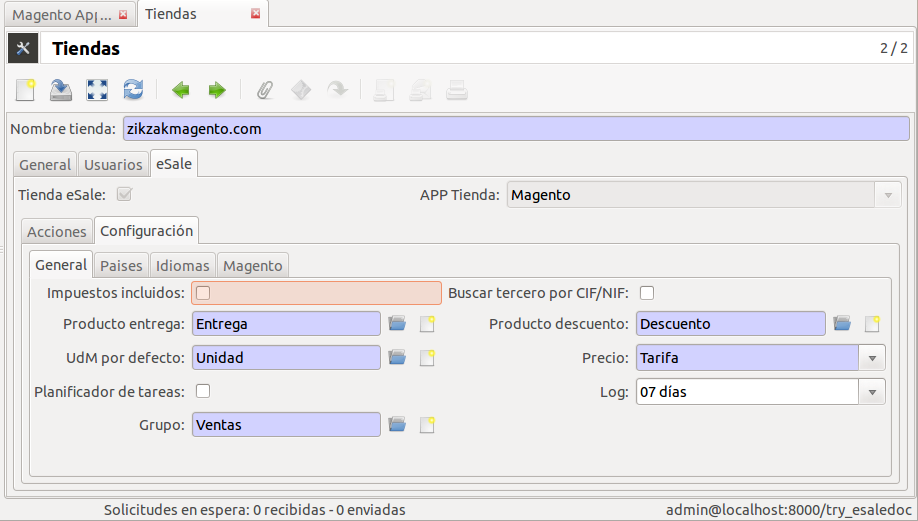 Magento Ap... Tiendas
Tiendas 2 / 2
Nombre tienda: zikzakmagento.com
General Usuarios eSale
Tienda eSale: APP Tienda: Magento
Acciones Configuración
General Paises Idiomas Magento
Impuestos incluidos: Buscar tercero por CIF/NIF:
Producto entrega: Entrega Producto descuento: Descuento
UdM por defecto: Unidad Precio: Tarifa
Planificador de tareas: Log: 07 días
Grupo: Ventas
Solicitudes en espera: 0 recibidas - 0 enviadas admin@localhost:8000/try_esaledoc